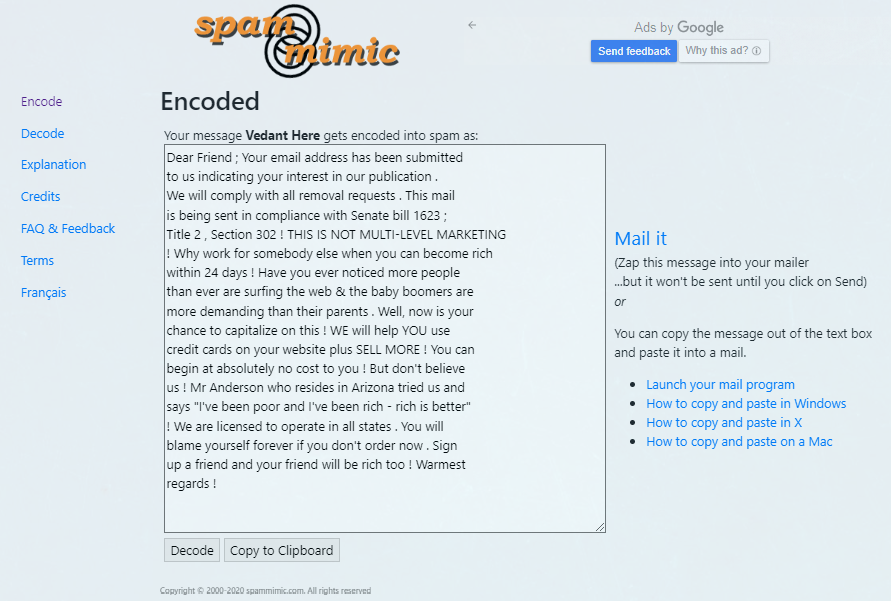 spam
mimic
Ads by Google
Send feedback
Why this ad?
Encode
Decode
Explanation
Credits
FAQ & Feedback
Terms
Français
Encoded
Your message Vedant Here gets encoded into spam as:
Dear Friend ; Your email address has been submitted
to us indicating your interest in our publication .
We will comply with all removal requests . This mail
is being sent in compliance with Senate bill 1623 ;
Title 2 , Section 302 ! THIS IS NOT MULTI-LEVEL MARKETING
! Why work for somebody else when you can become rich
within 24 days ! Have you ever noticed more people
than ever are surfing the web & the baby boomers are
more demanding than their parents . Well, now is your
chance to capitalize on this ! WE will help YOU use
credit cards on your website plus SELL MORE ! You can
begin at absolutely no cost to you ! But don't believe
us ! Mr Anderson who resides in Arizona tried us and
says "I've been poor and I've been rich - rich is better"
! We are licensed to operate in all states . You will
blame yourself forever if you don't order now . Sign
up a friend and your friend will be rich too ! Warmest
regards !
Decode
Copy to Clipboard
Mail it
(Zap this message into your mailer
...but it won't be sent until you click on Send)
or
You can copy the message out of the text box
and paste it into a mail.
Launch your mail program
How to copy and paste in Windows
How to copy and paste in X
How to copy and paste on a Mac
Copyright © 2000-2020 spammimic.com, All rights reserved